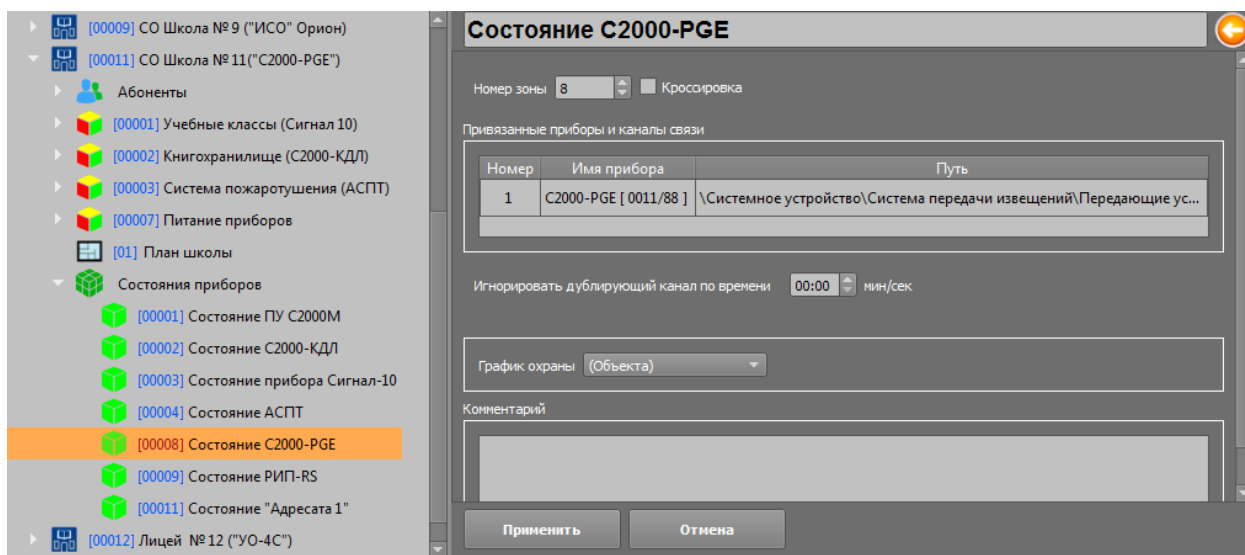 [00009] СО Школа № 9 ("ИСО" Орион)
[00011] СО Школа № 11("С2000-PGE")
Абоненты
[00001] Учебные классы (Сигнал 10)
[00002] Книгохранилище (С2000-КДЛ)
[00003] Система пожаротушения (АСПТ)
[00007] Питание приборов
[01] План школы
Состояния приборов
[00001] Состояние ПУ С2000М
[00002] Состояние С2000-КДЛ
[00003] Состояние прибора Сигнал-10
[00004] Состояние АСПТ
[00008] Состояние С2000-PGE
[00009] Состояние РИП-RS
[00011] Состояние "Адресата 1"
[00012] Лицей № 12 ("УО-4С")
Состояние С2000-PGE
Номер зоны 8 Кроссировка
Привязанные приборы и каналы связи
Номер Имя прибора Путь
1 С2000-PGE [ 0011/88 ] \Системное устройство\Система передачи извещений\Передающие ус...
Игнорировать дублирующий канал по времени 00:00 мин/сек
График охраны (Объекта)
Комментарий
Применить Отмена